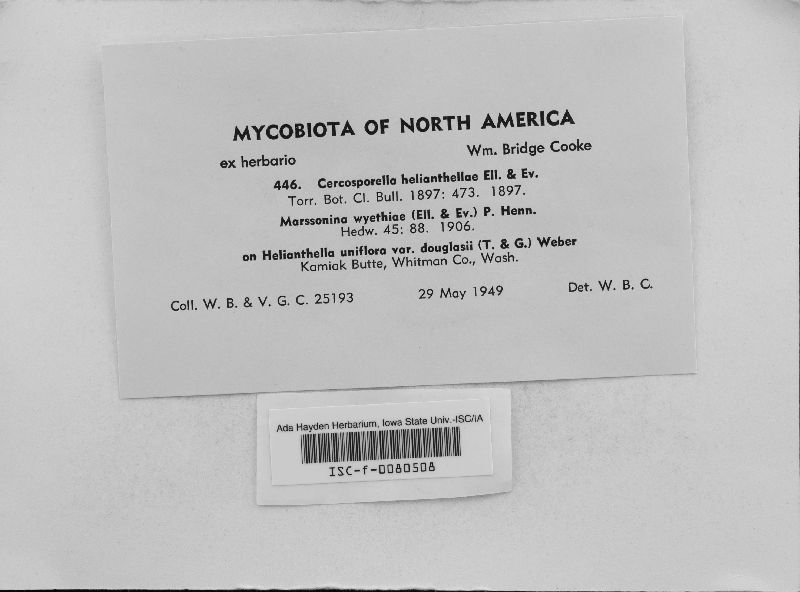 MYCOBIOTA OF NORTH AMERICA
ex herbario Wm. Bridge Cooke
446. Cercosporella helianthellae Ell. & Ev.
Torr. Bot. Cl. Bull. 1897: 473. 1897.
Marssonina wyethiae (Ell. & Ev.) P. Henn.
Hedw. 45: 88. 1906.
on Helianthella uniflora var. douglasii (T. & G.) Weber
Kamiak Butte, Whitman Co., Wash.
Coll. W. B. & V. G. C. 25193 29 May 1949 Det. W. B. C.
Ada Hayden Herbarium, Iowa State Univ.-ISC/IA
ISC-f-0080508